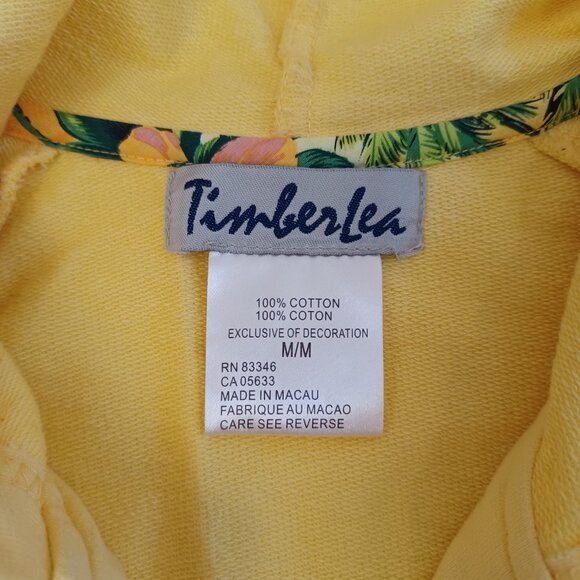 TimberLea
100% COTTON
100% COTON
EXCLUSIVE OF DECORATION
M/M
RN 83346
CA 05633
MADE IN MACAU
FABRIQUE AU MACAO
CARE SEE REVERSE